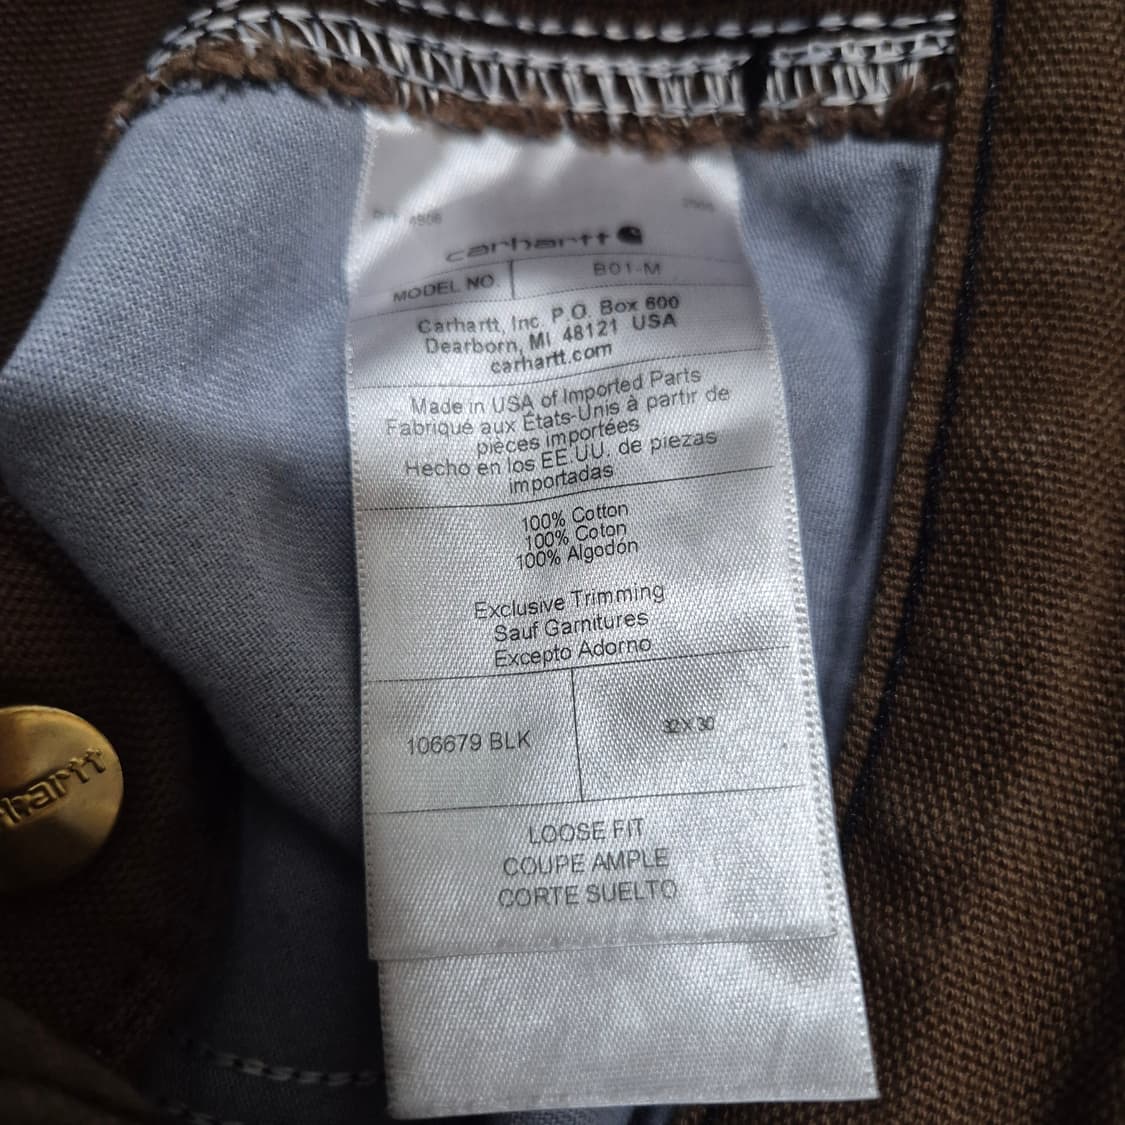 carhartt
MODEL NO. B01-M
Carhartt, Inc. P.O. Box 600
Dearborn, MI 48121 USA
carhartt.com
Made in USA of Imported Parts
Fabriqué aux États-Unis à partir de
pièces importées
Hecho en los EE.UU. de piezas
importadas
100% Cotton
100% Coton
100% Algodón
Exclusive Trimming
Sauf Garnitures
Excepto Adorno
106679 BLK 32X30
LOOSE FIT
COUPE AMPLE
CORTE SUELTO
hartt